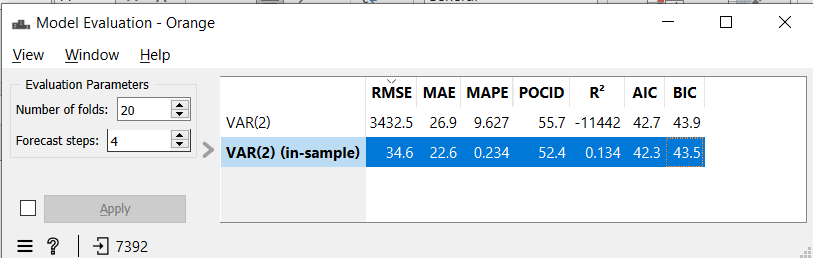 Model Evaluation - Orange
View Window Help
Evaluation Parameters
Number of folds: 20
Forecast steps: 4
Apply
RMSE MAE MAPE POCID R² AIC BIC
VAR(2) 3432.5 26.9 9.627 55.7 -11442 42.7 43.9
VAR(2) (in-sample) 34.6 22.6 0.234 52.4 0.134 42.3 43.5
? 7392